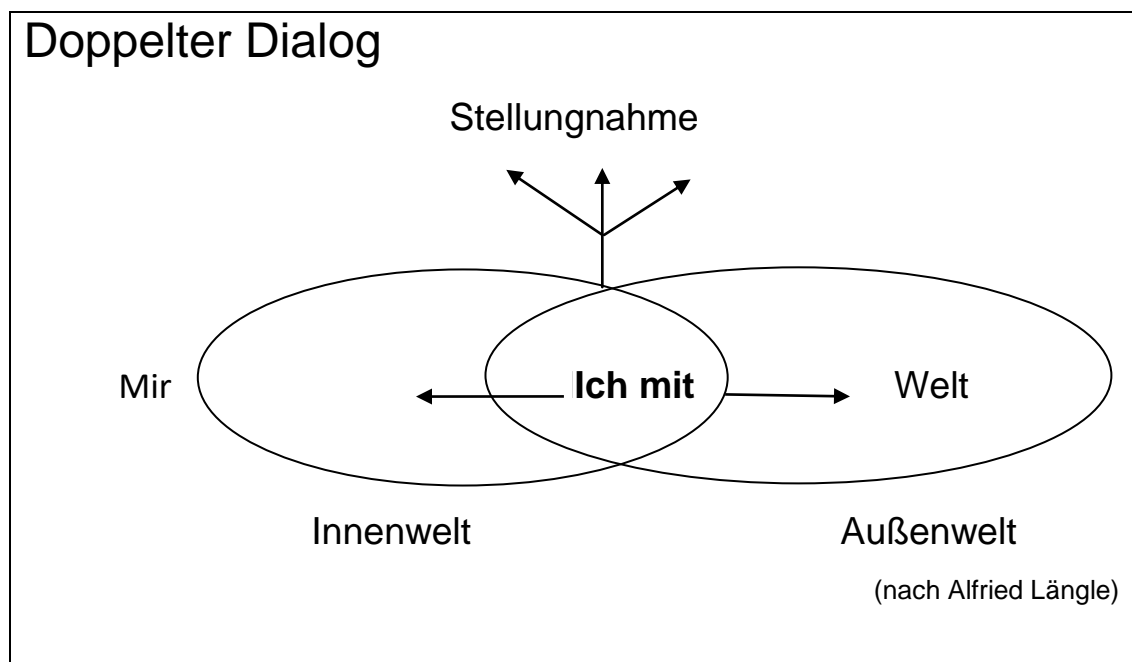 Doppelter Dialog
Stellungnahme
Mir
Ich mit
Welt
Innenwelt
Außenwelt
(nach Alfried Längle)